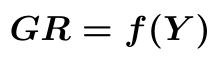 GR = f(Y)